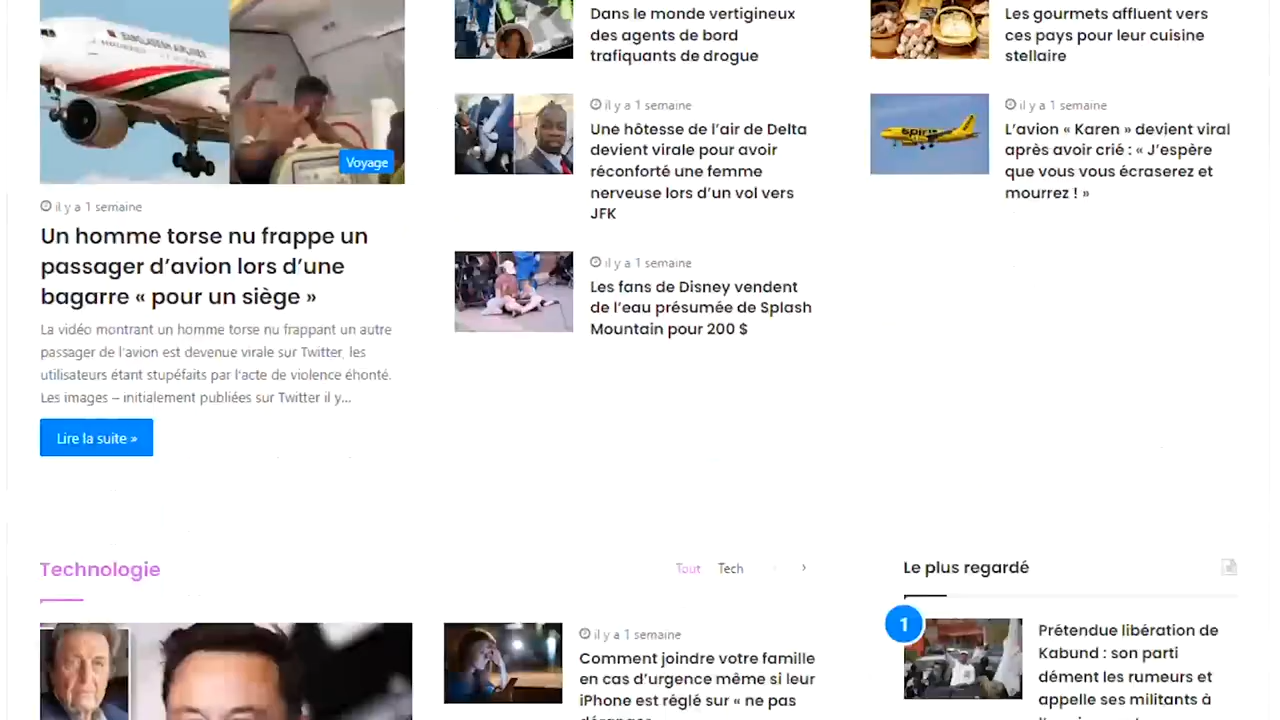 BANGLADESH AIRLINES
Voyage
il y a 1 semaine
Un homme torse nu frappe un
passager d’avion lors d’une
bagarre « pour un siège »
La vidéo montrant un homme torse nu frappant un autre
passager de l’avion est devenue virale sur Twitter, les
utilisateurs étant stupéfaits par l’acte de violence éhonté.
Les images – initialement publiées sur Twitter il y...
Lire la suite »
Dans le monde vertigineux
des agents de bord
trafiquants de drogue
il y a 1 semaine
Une hôtesse de l’air de Delta
devient virale pour avoir
réconforté une femme
nerveuse lors d’un vol vers
JFK
il y a 1 semaine
Les fans de Disney vendent
de l’eau présumée de Splash
Mountain pour 200 $
Les gourmets affluent vers
ces pays pour leur cuisine
stellaire
spirit
il y a 1 semaine
L’avion « Karen » devient viral
après avoir crié : « J’espère
que vous vous écraserez et
mourrez ! »
Technologie
Tout Tech
il y a 1 semaine
Comment joindre votre famille
en cas d’urgence même si leur
iPhone est réglé sur « ne pas
déranger
Le plus regardé
1
Prétendue libération de
Kabund : son parti
dément les rumeurs et
appelle ses militants à